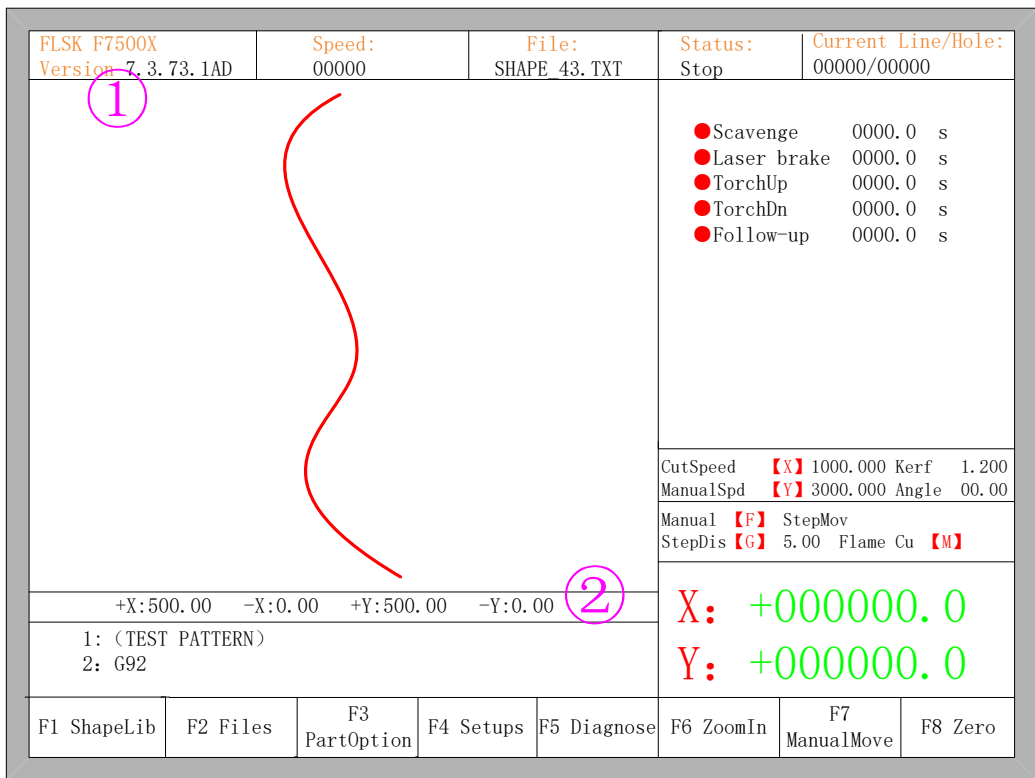 FLSK F7500X
Version 7.3.73.1AD
Speed:
00000
File:
SHAPE_43.TXT
Status:
Stop
Current Line/Hole:
00000/00000
①
●Scavenge 0000.0 s
●Laser brake 0000.0 s
●TorchUp 0000.0 s
●TorchDn 0000.0 s
●Follow-up 0000.0 s
CutSpeed 【X】 1000.000 Kerf 1.200
ManualSpd 【Y】 3000.000 Angle 00.00
Manual 【F】 StepMov
StepDis【G】 5.00 Flame Cu 【M】
+X:500.00 -X:0.00 +Y:500.00 -Y:0.00
②
1:（TEST PATTERN）
2: G92
X: +000000.0
Y: +000000.0
F1 ShapeLib
F2 Files
F3
PartOption
F4 Setups
F5 Diagnose
F6 ZoomIn
F7
ManualMove
F8 Zero